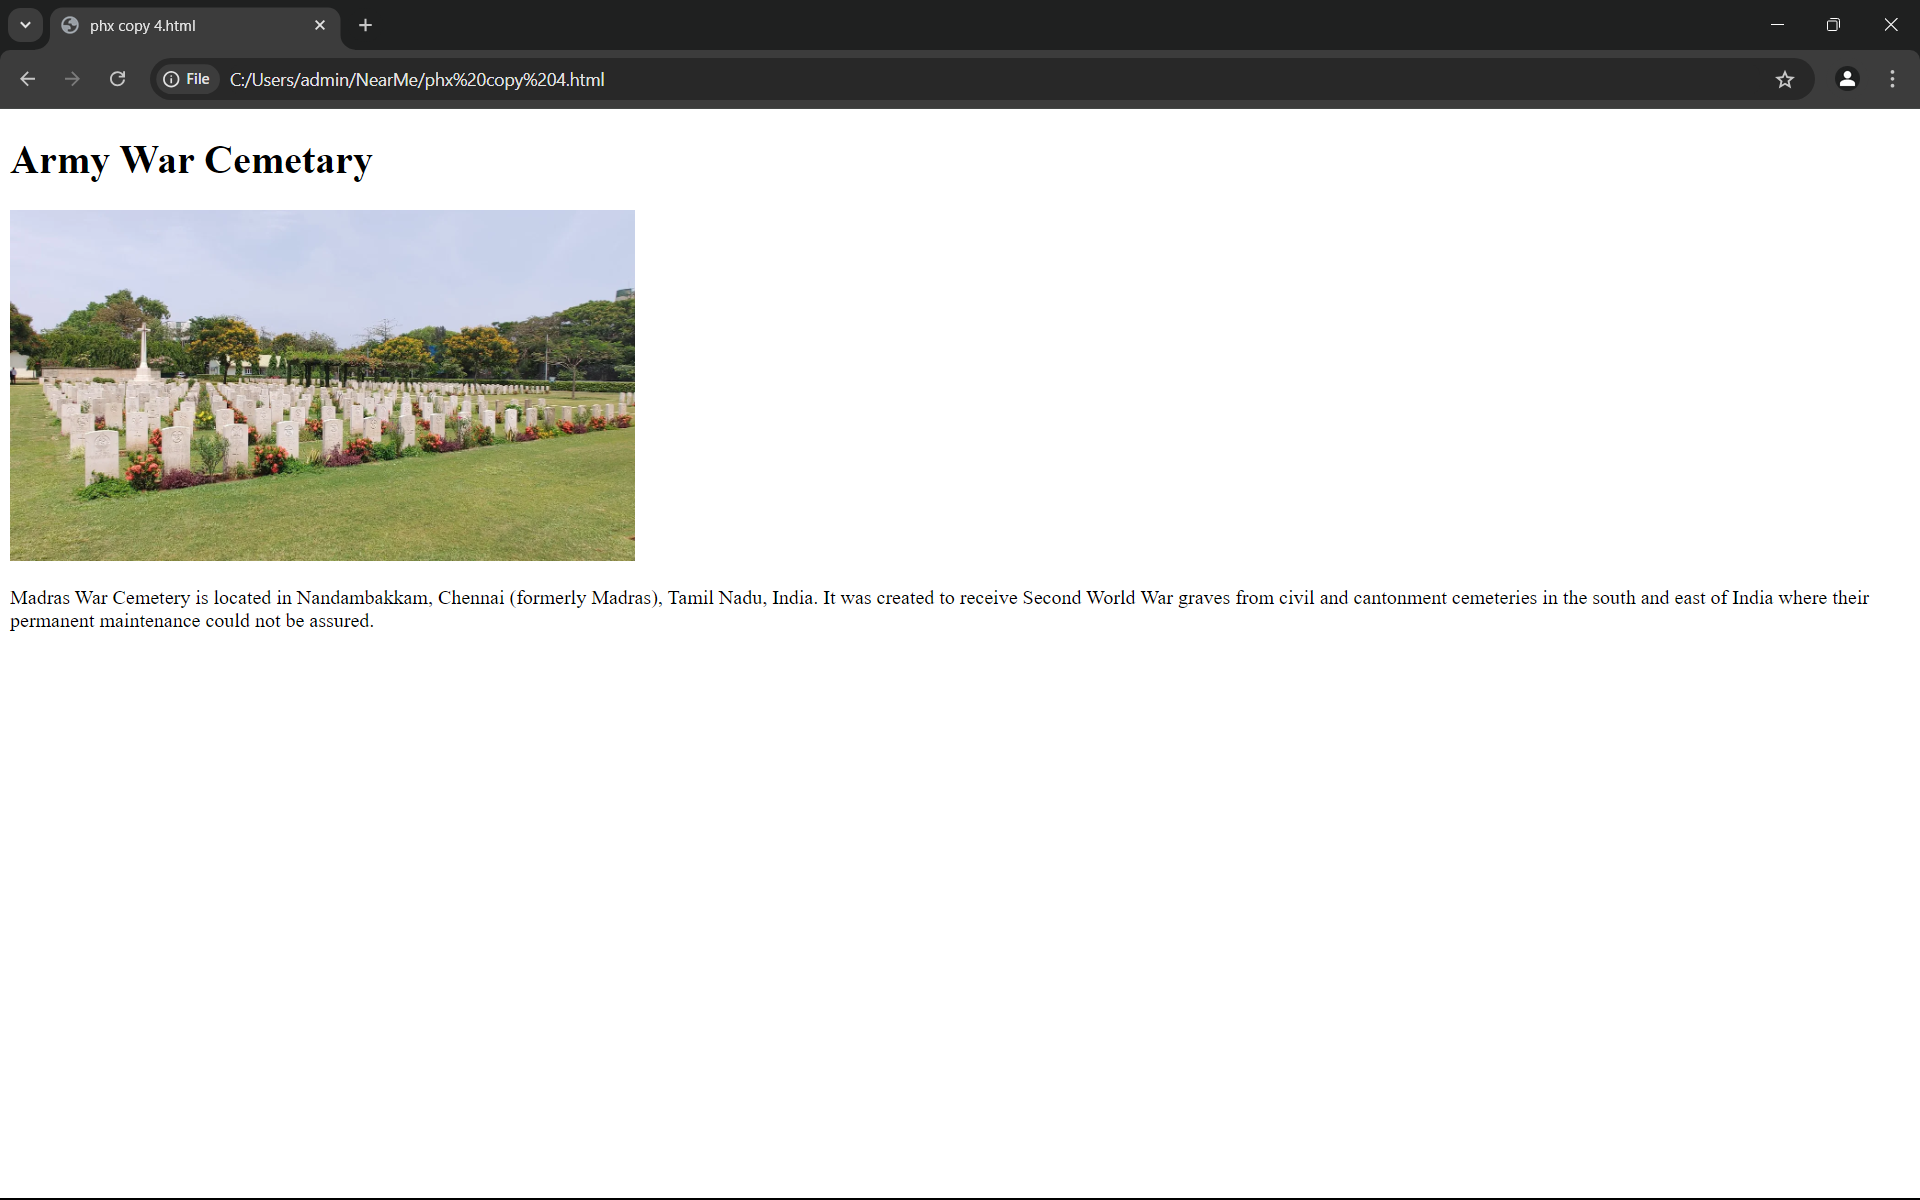 phx copy 4.html
File C:/Users/admin/NearMe/phx%20copy%204.html
Army War Cemetary
Madras War Cemetery is located in Nandambakkam, Chennai (formerly Madras), Tamil Nadu, India. It was created to receive Second World War graves from civil and cantonment cemeteries in the south and east of India where their
permanent maintenance could not be assured.